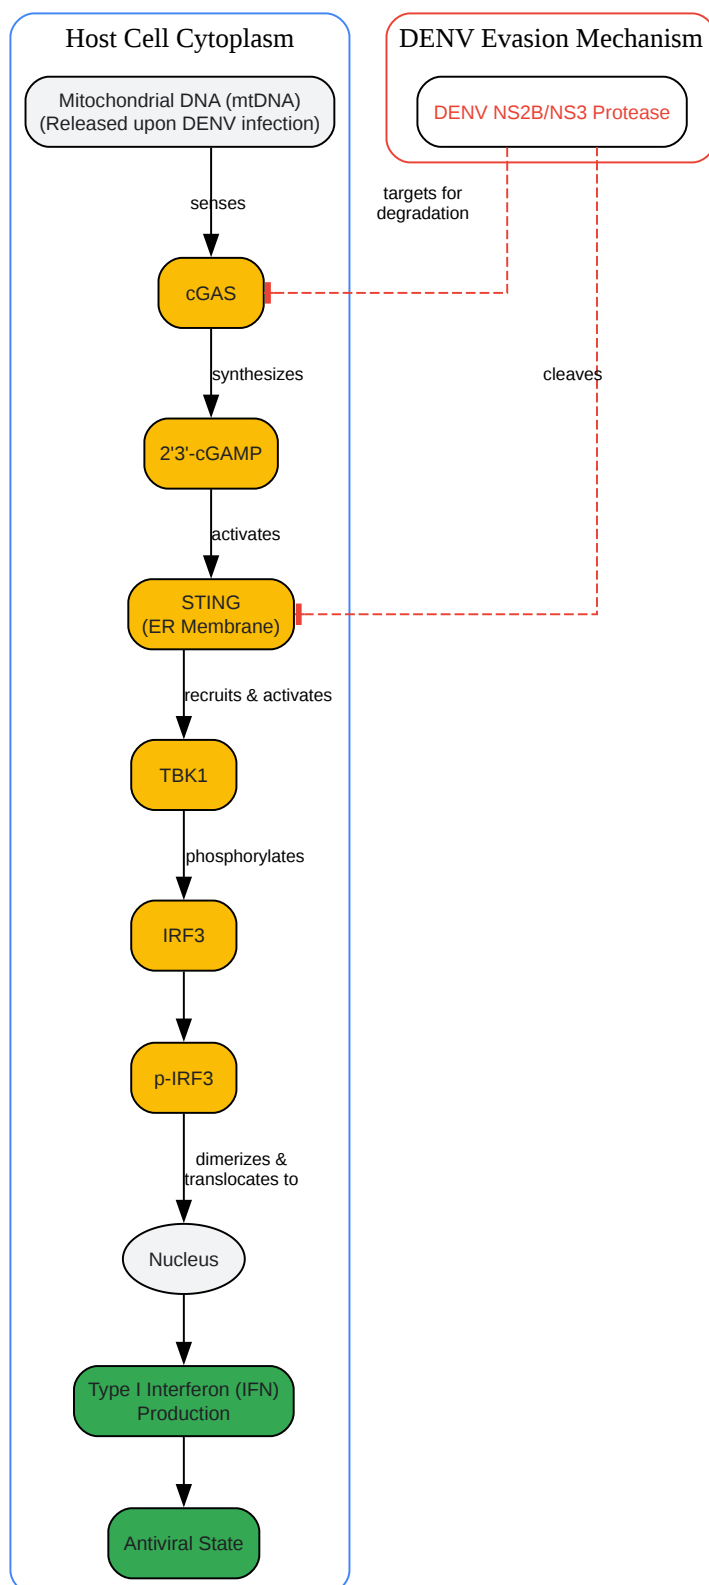 Host Cell Cytoplasm
DENV Evasion Mechanism
Mitochondrial DNA (mtDNA)
(Released upon DENV infection)
DENV NS2B/NS3 Protease
senses
targets for
degradation
cGAS
synthesizes
cleaves
2'3'-cGAMP
activates
STING
(ER Membrane)
recruits & activates
TBK1
phosphorylates
IRF3
p-IRF3
dimerizes &
translocates to
Nucleus
Type I Interferon (IFN)
Production
Antiviral State